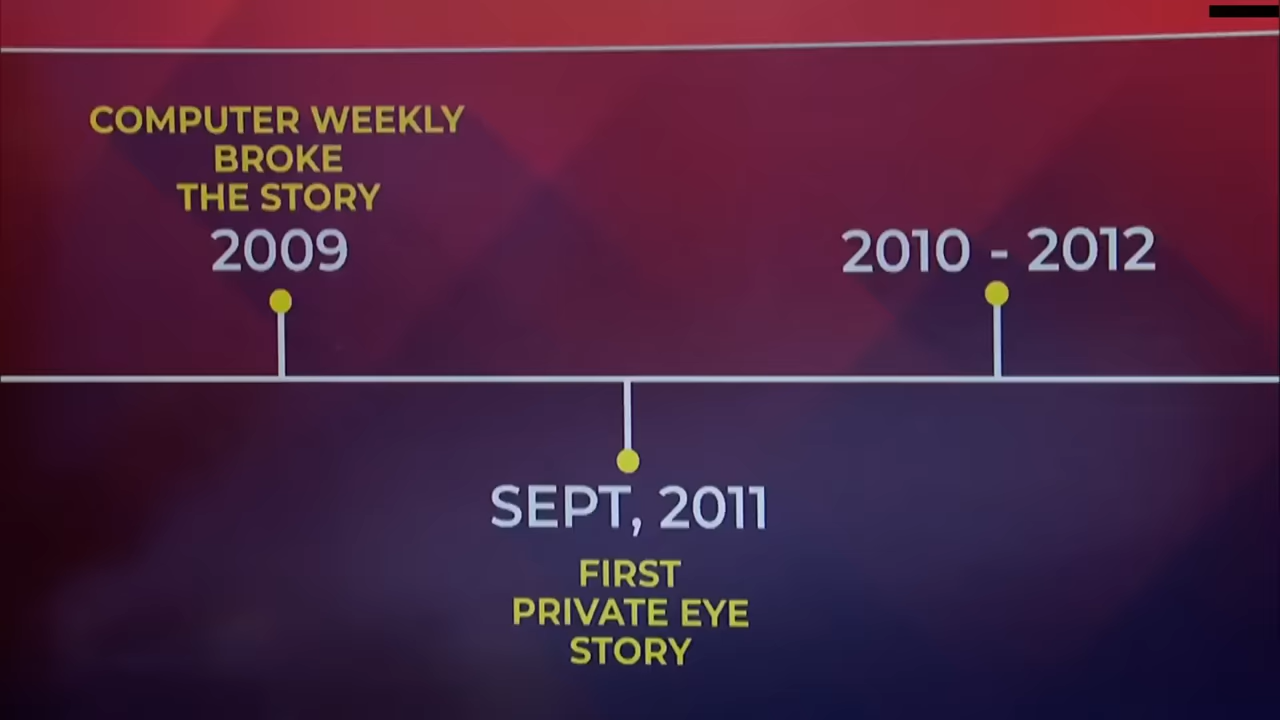 COMPUTER WEEKLY
BROKE
THE STORY
2009
2010 - 2012
SEPT, 2011
FIRST
PRIVATE EYE
STORY